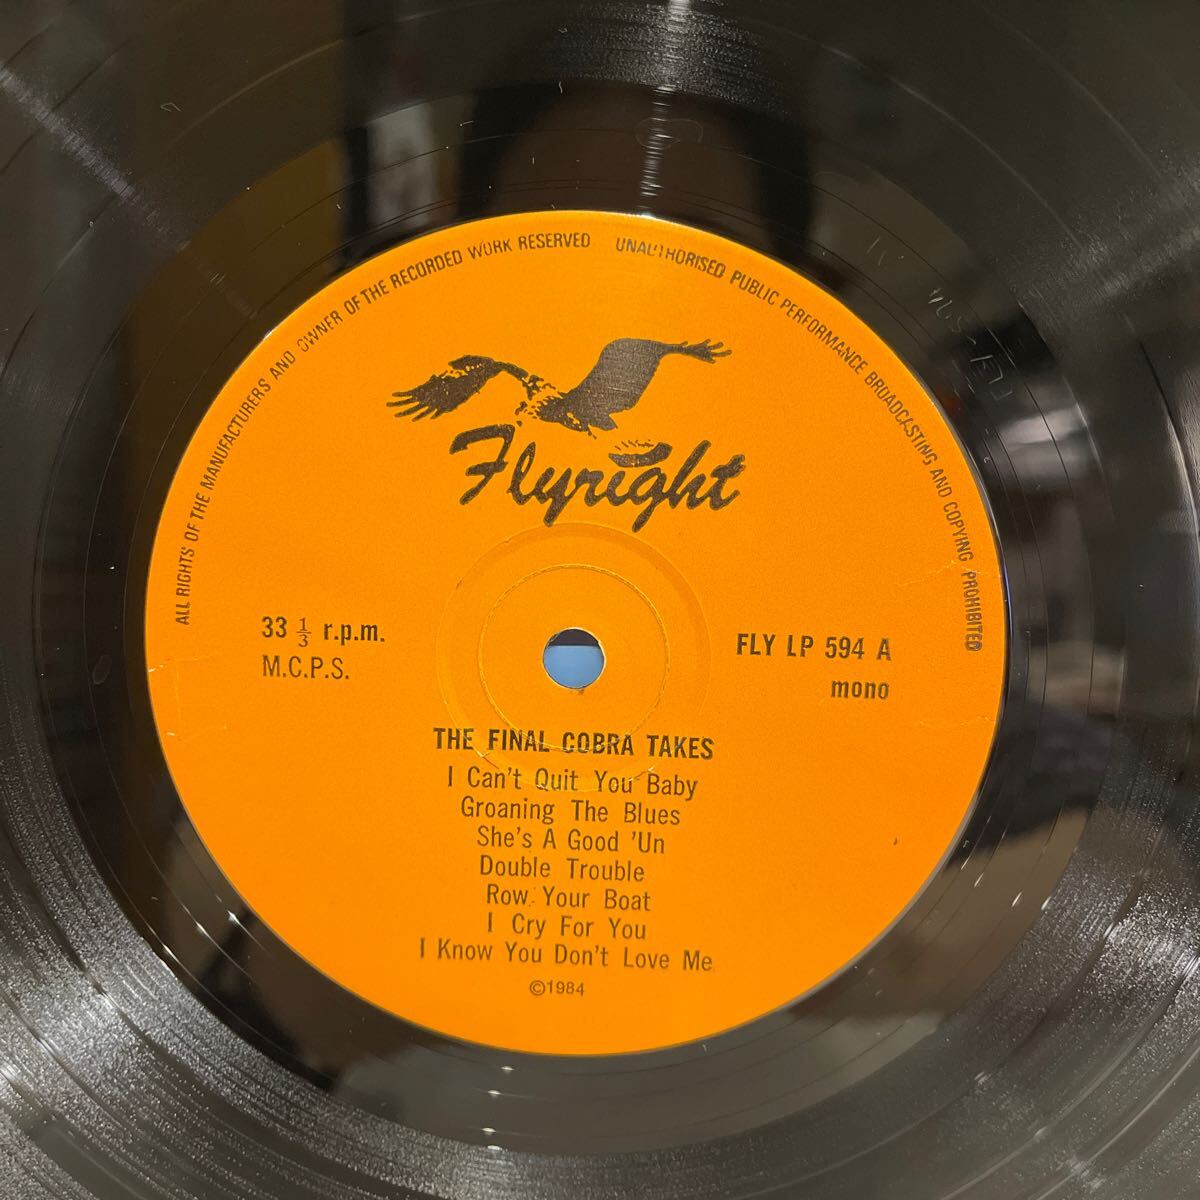 ALL RIGHTS OF THE MANUFACTURERS AND OWNER OF THE RECORDED WORK RESERVED UNAUTHORISED PUBLIC PERFORMANCE BROADCASTING AND COPYING PROHIBITED
Flyright
33 1/3 r.p.m.
M.C.P.S.
FLY LP 594 A
mono
THE FINAL COBRA TAKES
I Can't Quit You Baby
Groaning The Blues
She's A Good 'Un
Double Trouble
Row Your Boat
I Cry For You
I Know You Don't Love Me
©1984